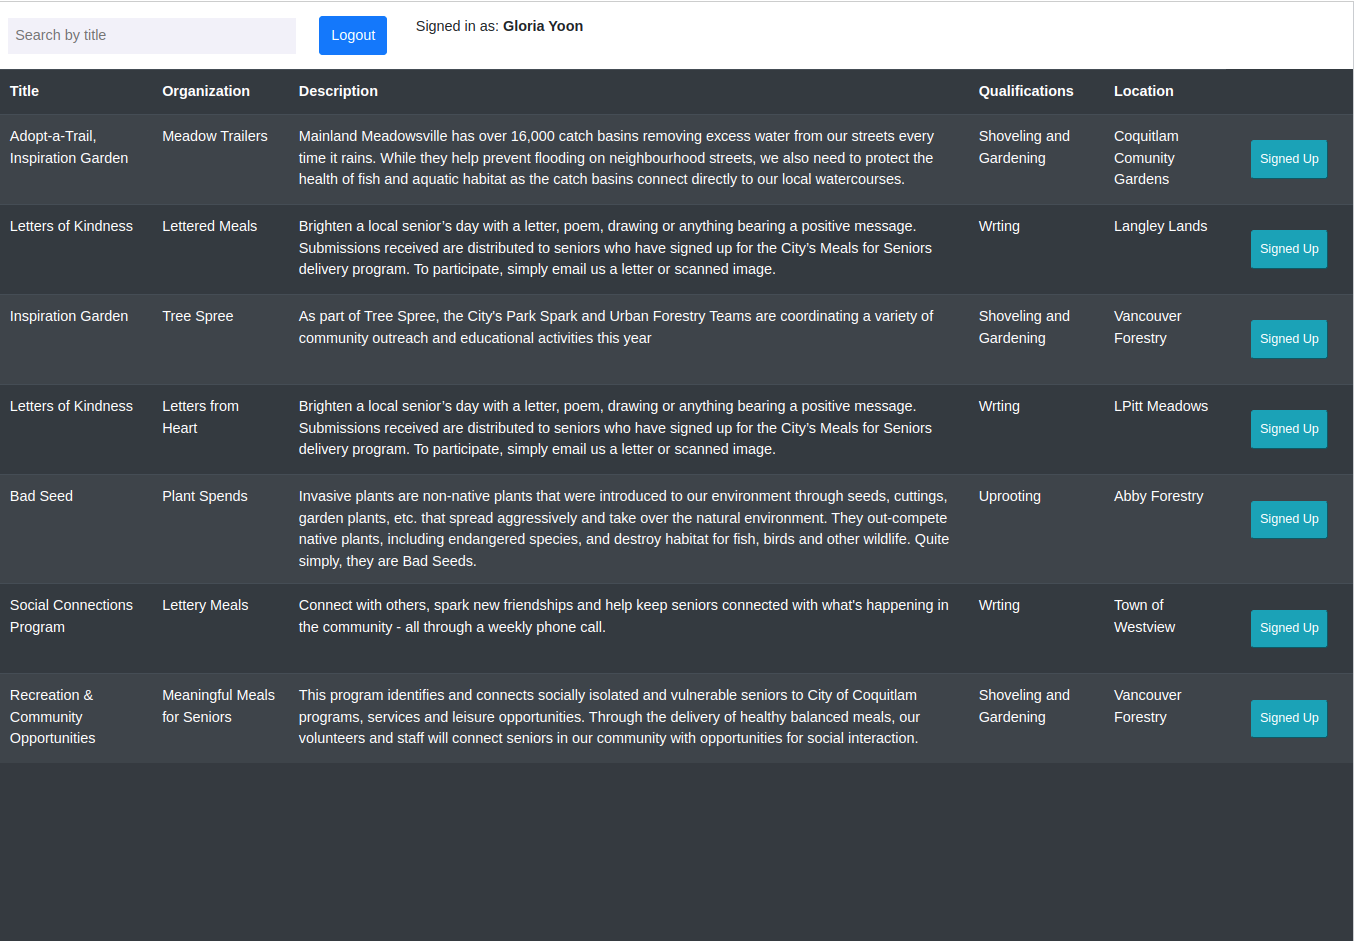 Search by title
Logout
Signed in as: Gloria Yoon
Title Organization Description Qualifications Location
Adopt-a-Trail,
Inspiration Garden
Meadow Trailers
Mainland Meadowsville has over 16,000 catch basins removing excess water from our streets every
time it rains. While they help prevent flooding on neighbourhood streets, we also need to protect the
health of fish and aquatic habitat as the catch basins connect directly to our local watercourses.
Shoveling and
Gardening
Coquitlam
Comunity
Gardens
Signed Up
Letters of Kindness
Lettered Meals
Brighten a local senior’s day with a letter, poem, drawing or anything bearing a positive message.
Submissions received are distributed to seniors who have signed up for the City’s Meals for Seniors
delivery program. To participate, simply email us a letter or scanned image.
Wrting
Langley Lands
Signed Up
Inspiration Garden
Tree Spree
As part of Tree Spree, the City's Park Spark and Urban Forestry Teams are coordinating a variety of
community outreach and educational activities this year
Shoveling and
Gardening
Vancouver
Forestry
Signed Up
Letters of Kindness
Letters from
Heart
Brighten a local senior’s day with a letter, poem, drawing or anything bearing a positive message.
Submissions received are distributed to seniors who have signed up for the City’s Meals for Seniors
delivery program. To participate, simply email us a letter or scanned image.
Wrting
LPitt Meadows
Signed Up
Bad Seed
Plant Spends
Invasive plants are non-native plants that were introduced to our environment through seeds, cuttings,
garden plants, etc. that spread aggressively and take over the natural environment. They out-compete
native plants, including endangered species, and destroy habitat for fish, birds and other wildlife. Quite
simply, they are Bad Seeds.
Uprooting
Abby Forestry
Signed Up
Social Connections
Program
Lettery Meals
Connect with others, spark new friendships and help keep seniors connected with what's happening in
the community - all through a weekly phone call.
Wrting
Town of
Westview
Signed Up
Recreation &
Community
Opportunities
Meaningful Meals
for Seniors
This program identifies and connects socially isolated and vulnerable seniors to City of Coquitlam
programs, services and leisure opportunities. Through the delivery of healthy balanced meals, our
volunteers and staff will connect seniors in our community with opportunities for social interaction.
Shoveling and
Gardening
Vancouver
Forestry
Signed Up